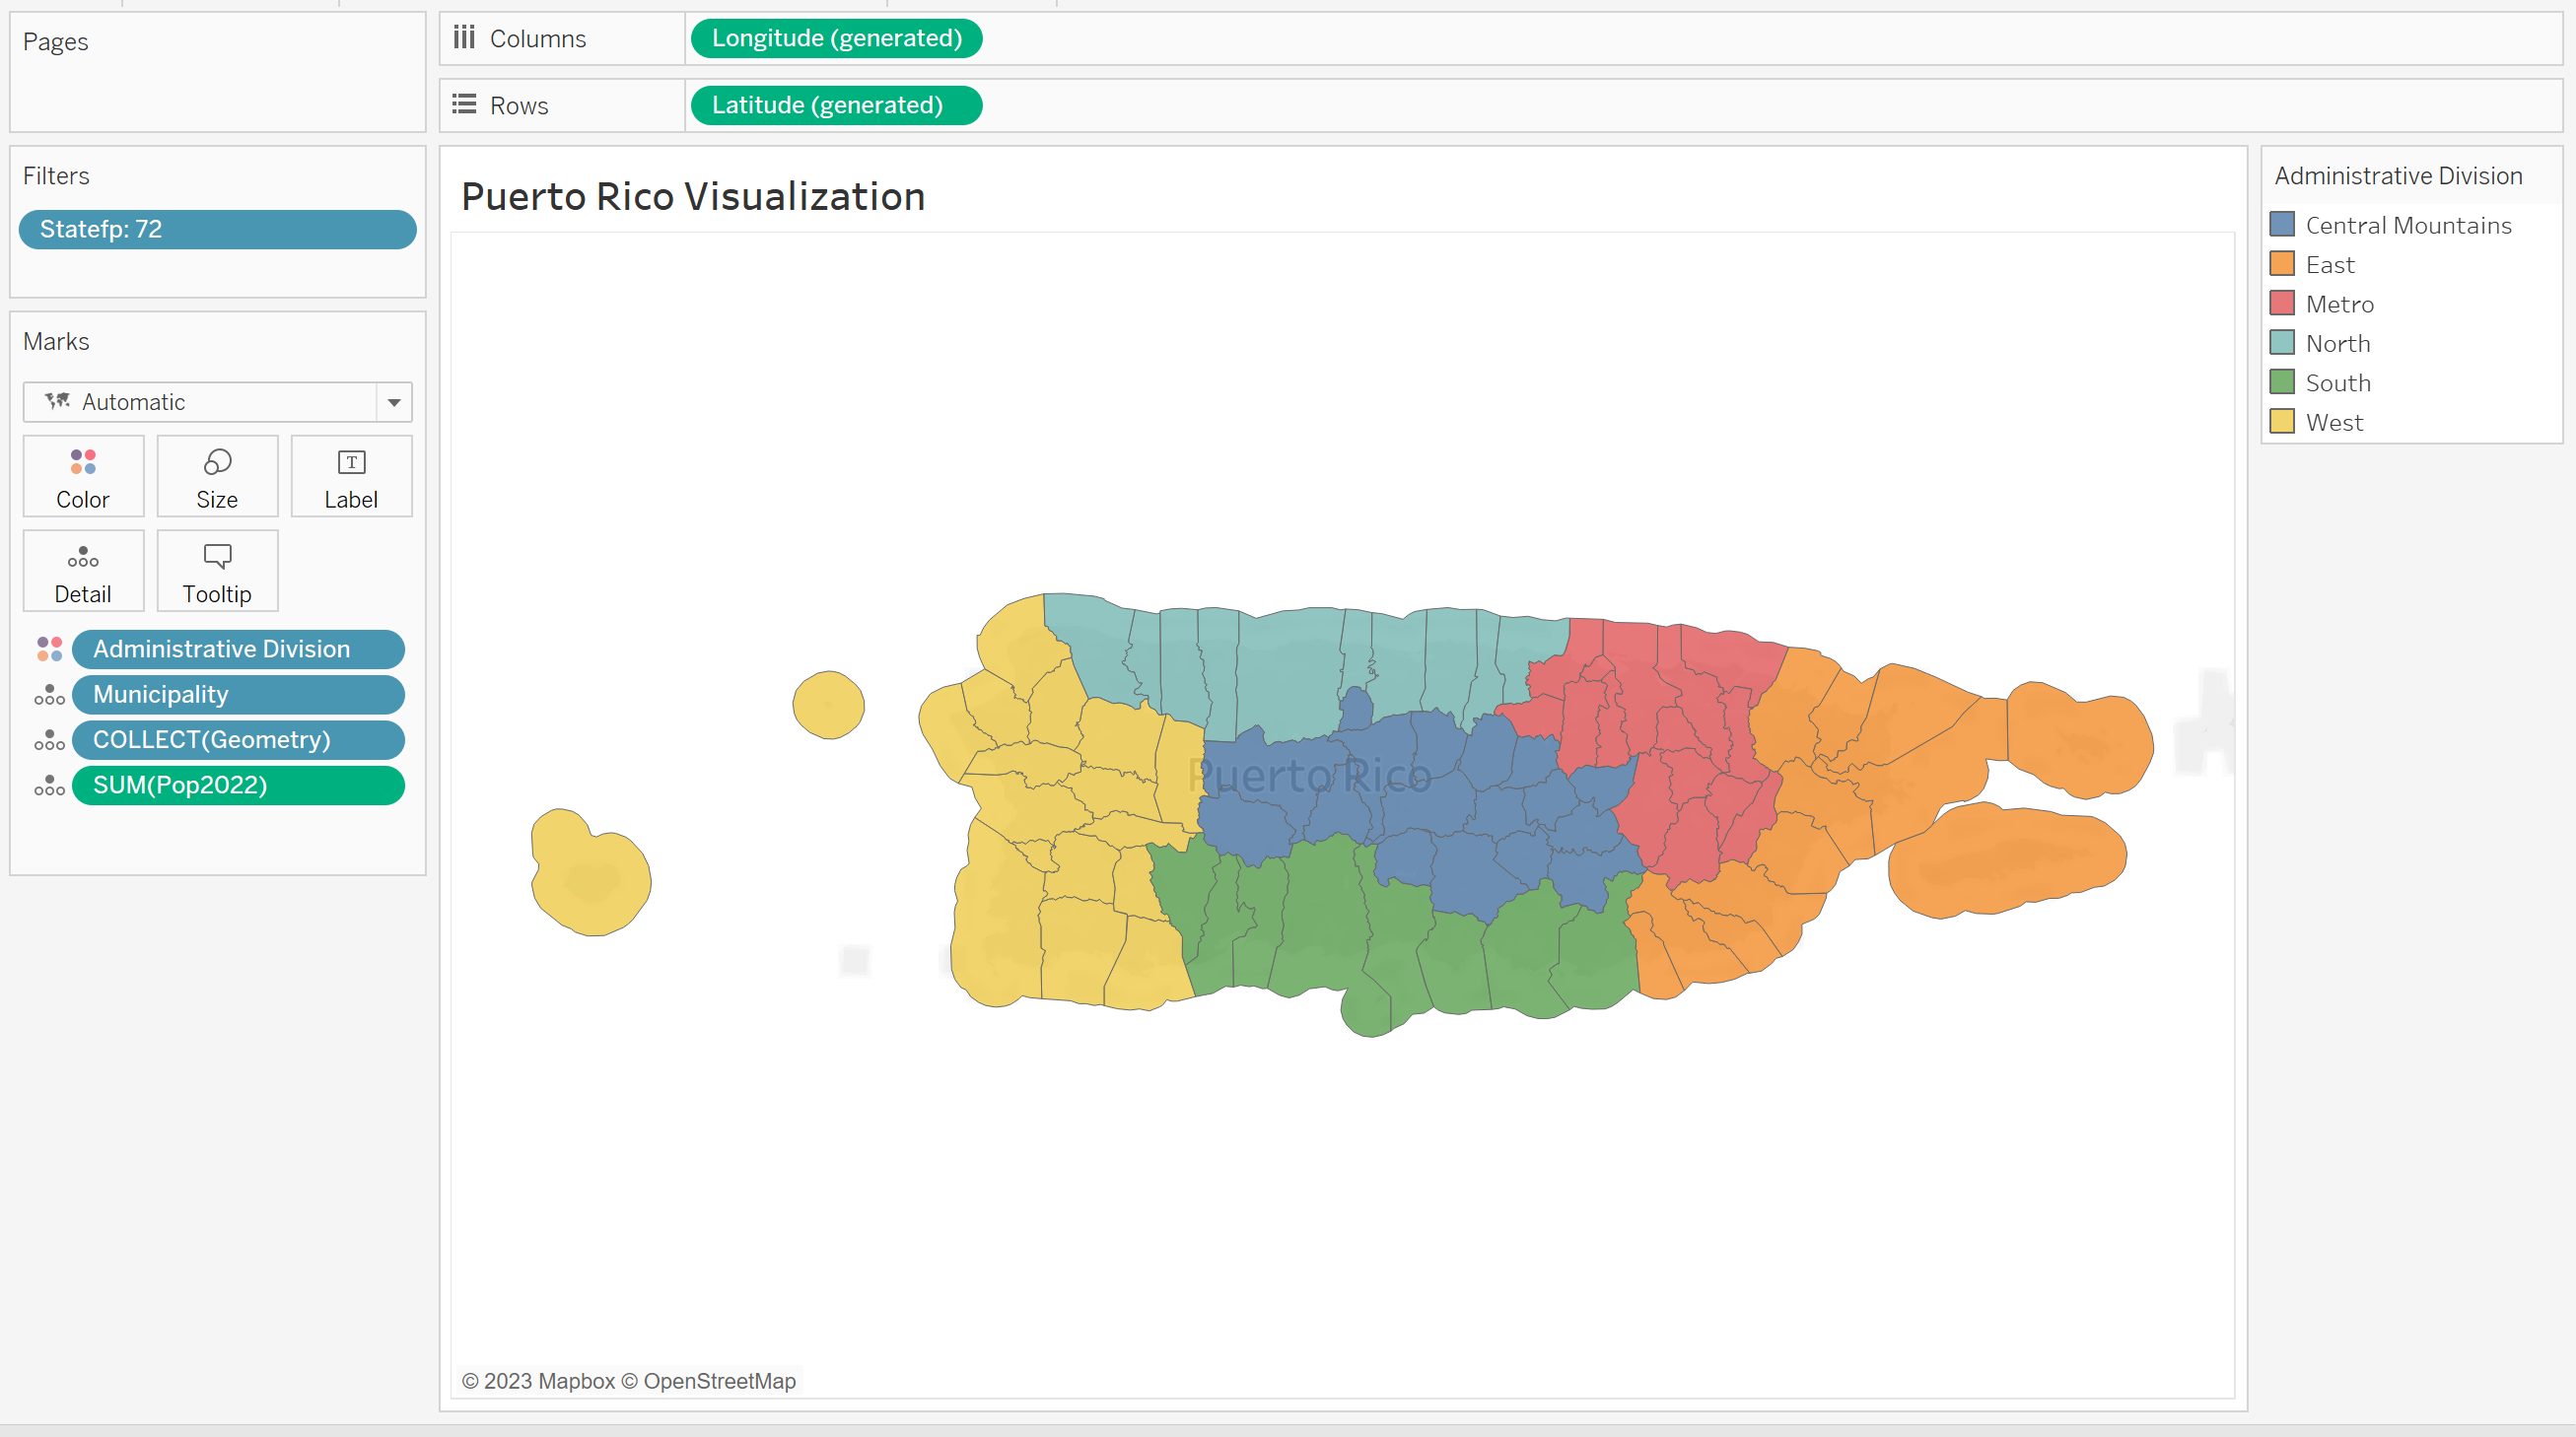 Pages
Columns
Longitude (generated)
Rows
Latitude (generated)
Filters
Statefp: 72
Marks
Automatic
Color
Size
Label
Detail
Tooltip
Administrative Division
Municipality
COLLECT(Geometry)
SUM(Pop2022)
Puerto Rico Visualization
Puerto Rico
© 2023 Mapbox © OpenStreetMap
Administrative Division
Central Mountains
East
Metro
North
South
West